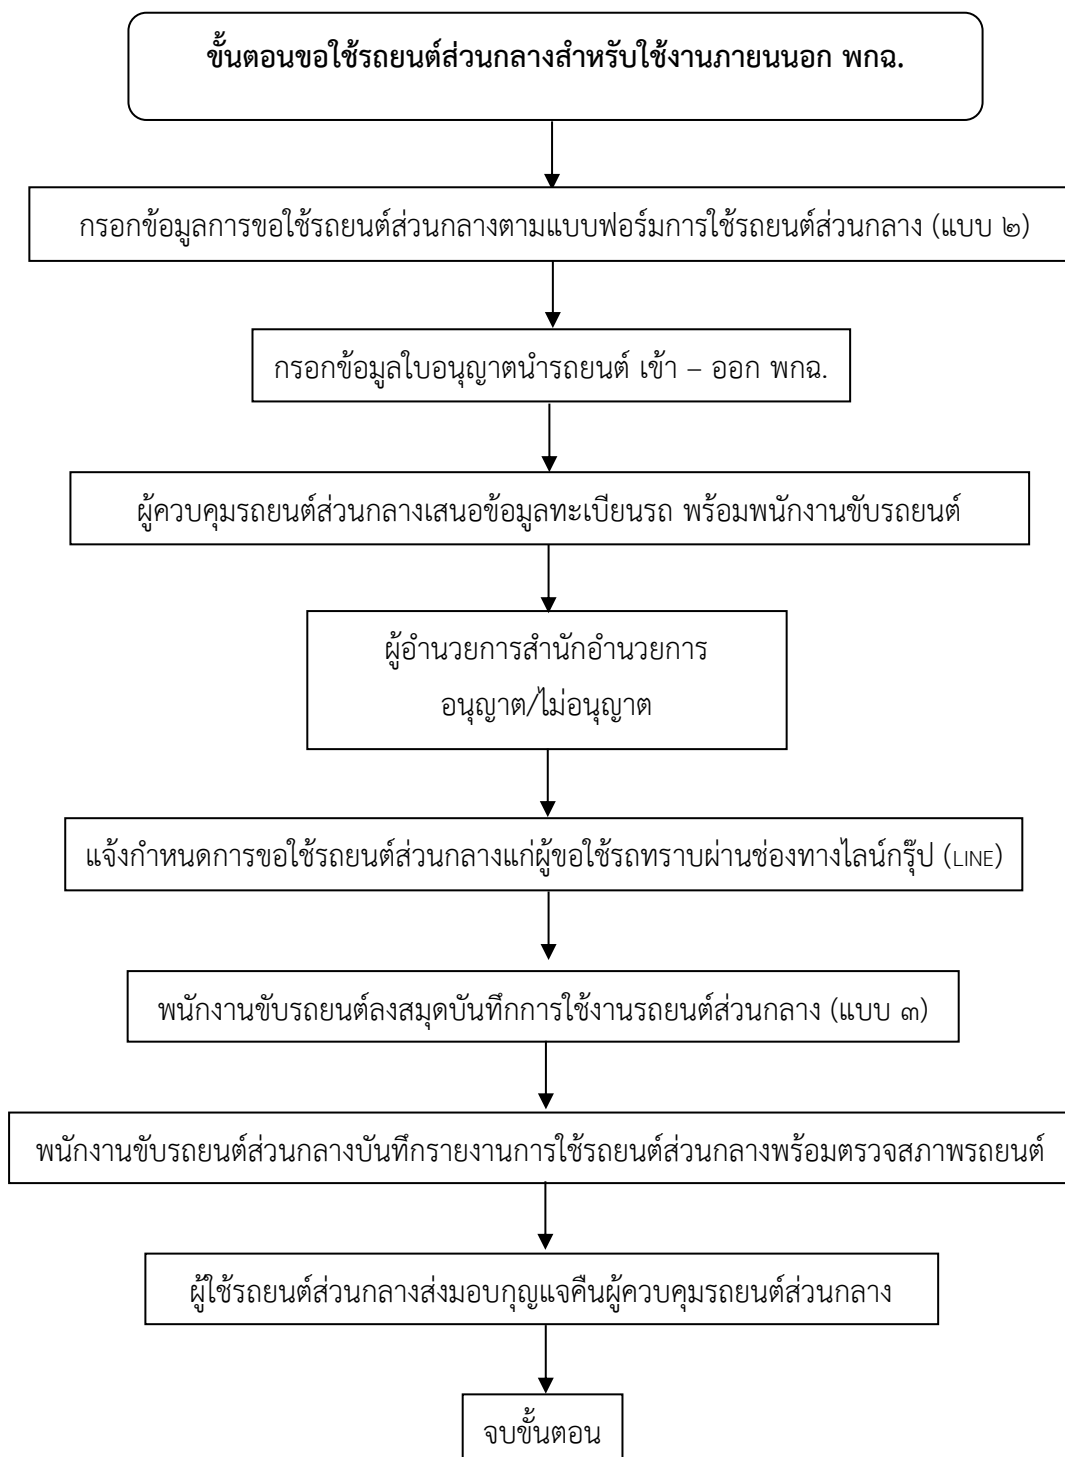 ขั้นตอนขอใช้รถยนต์ส่วนกลางสำหรับใช้งานภายนนอก พกฉ.
กรอกข้อมูลการขอใช้รถยนต์ส่วนกลางตามแบบฟอร์มการใช้รถยนต์ส่วนกลาง (แบบ ๒)
กรอกข้อมูลใบอนุญาตนำรถยนต์ เข้า – ออก พกฉ.
ผู้ควบคุมรถยนต์ส่วนกลางเสนอข้อมูลทะเบียนรถ พร้อมพนักงานขับรถยนต์
ผู้อำนวยการสำนักอำนวยการ
อนุญาต/ไม่อนุญาต
แจ้งกำหนดการขอใช้รถยนต์ส่วนกลางแก่ผู้ขอใช้รถทราบผ่านช่องทางไลน์กรุ๊ป (LINE)
พนักงานขับรถยนต์ลงสมุดบันทึกการใช้งานรถยนต์ส่วนกลาง (แบบ ๓)
พนักงานขับรถยนต์ส่วนกลางบันทึกรายงานการใช้รถยนต์ส่วนกลางพร้อมตรวจสภาพรถยนต์
ผู้ใช้รถยนต์ส่วนกลางส่งมอบกุญแจคืนผู้ควบคุมรถยนต์ส่วนกลาง
จบขั้นตอน